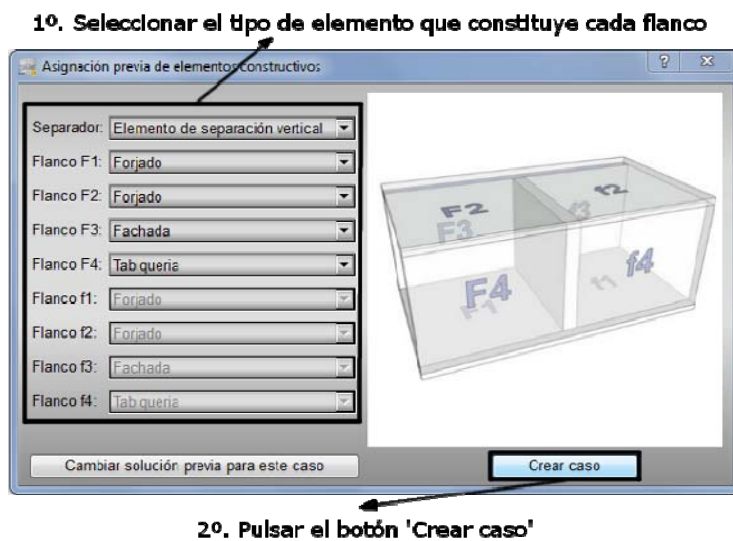 1º. Seleccionar el tipo de elemento que constituye cada flanco
Asignación previa de elementos constructivos
Separador: Elemento de separación vertical
Flanco F1: Forjado
Flanco F2: Forjado
Flanco F3: Fachada
Flanco F4: Tabiqueria
Flanco f1: Forjado
Flanco f2: Forjado
Flanco f3: Fachada
Flanco f4: Tabiqueria
F2
f2
F3
f3
F4
f4
F1
f1
Cambiar solución previa para este caso
Crear caso
2º. Pulsar el botón 'Crear caso'